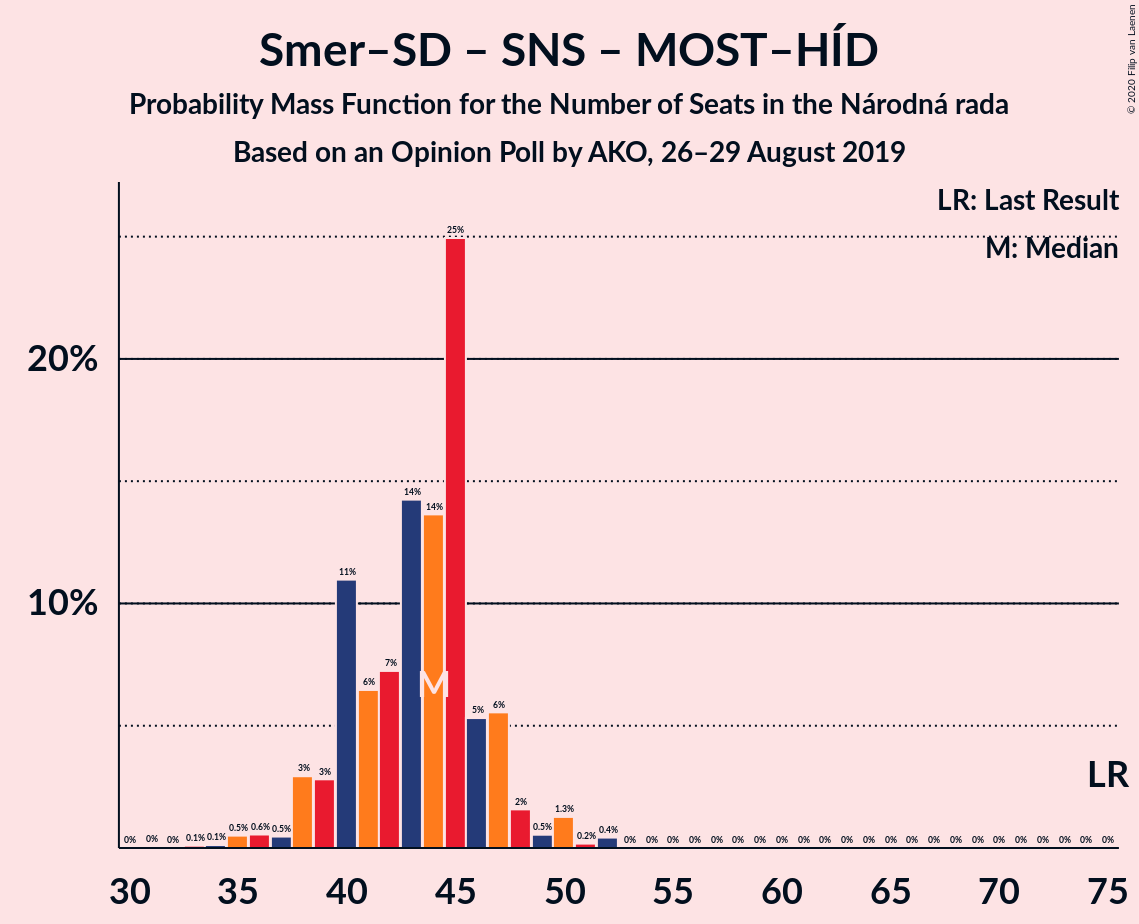 Smer–SD – SNS – MOST–HÍD
Probability Mass Function for the Number of Seats in the Národná rada
Based on an Opinion Poll by AKO, 26–29 August 2019
© 2020 Filip van Laenen
LR: Last Result
M: Median
20%
10%
0% 0% 0% 0.1% 0.1% 0.5% 0.6% 0.5% 3% 3% 11% 6% 7% 14% 14% 25% 5% 6% 2% 0.5% 1.3% 0.2% 0.4% 0% 0% 0% 0% 0% 0% 0% 0% 0% 0% 0% 0% 0% 0% 0% 0% 0% 0% 0% 0% 0% 0% 0%
M
LR
30 35 40 45 50 55 60 65 70 75